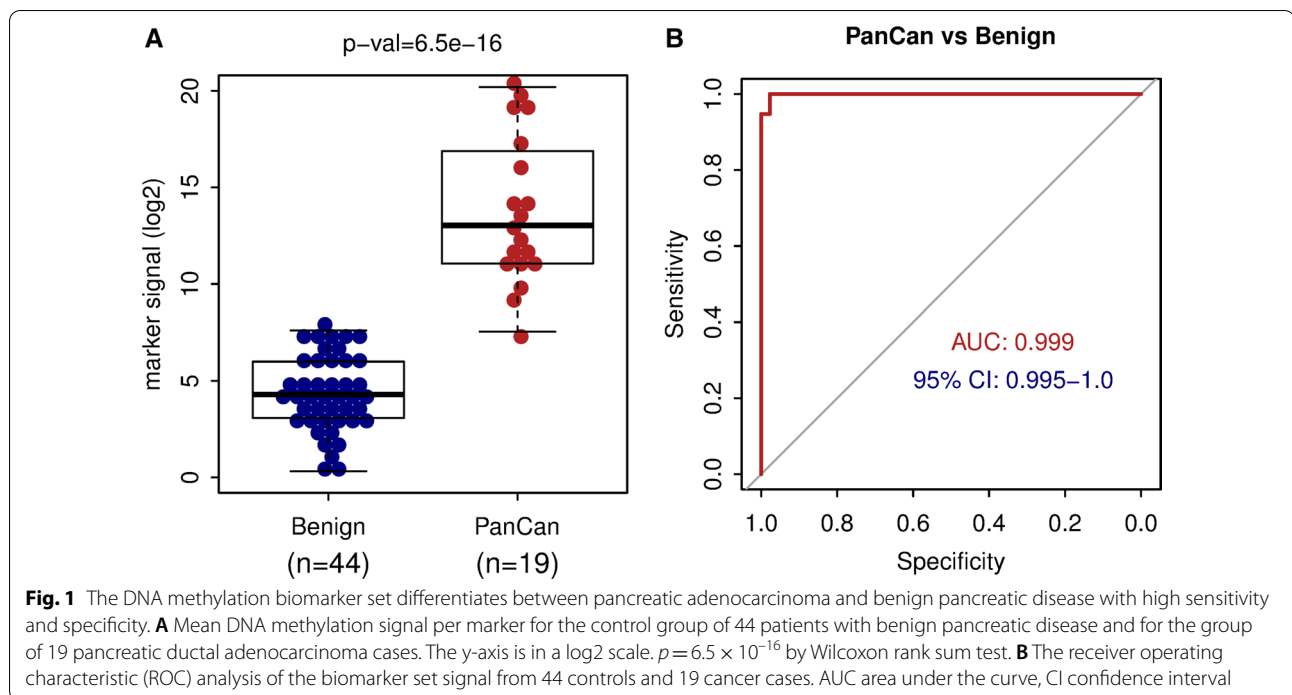 A
p−val=6.5e−16
marker signal (log2)
20
15
10
5
0
Benign
(n=44)
PanCan
(n=19)
B
PanCan vs Benign
Sensitivity
1.0
0.8
0.6
0.4
0.2
0.0
AUC: 0.999
95% CI: 0.995−1.0
1.0 0.8 0.6 0.4 0.2 0.0
Specificity
Fig. 1 The DNA methylation biomarker set differentiates between pancreatic adenocarcinoma and benign pancreatic disease with high sensitivity
and specificity. A Mean DNA methylation signal per marker for the control group of 44 patients with benign pancreatic disease and for the group
of 19 pancreatic ductal adenocarcinoma cases. The y-axis is in a log2 scale. p = 6.5 × 10⁻¹⁶ by Wilcoxon rank sum test. B The receiver operating
characteristic (ROC) analysis of the biomarker set signal from 44 controls and 19 cancer cases. AUC area under the curve, CI confidence interval